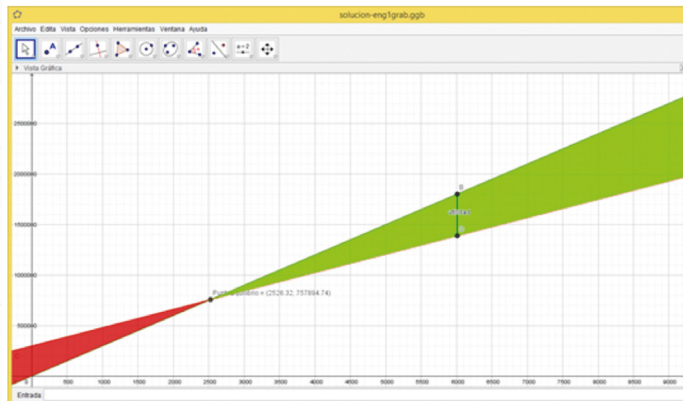 solucion-eng1grab.ggb
Archivo Edita Vista Opciones Herramientas Ventana Ayuda
A
a=2
Vista Gráfica
2500000
2000000
B
1500000
1000000
= (2526.32, 757894.74)
500000
0 500 1000 1500 2000 2500 3000 3500 4000 4500 5000 5500 6000 6500 7000 7500 8000 8500 9000
Entrada: